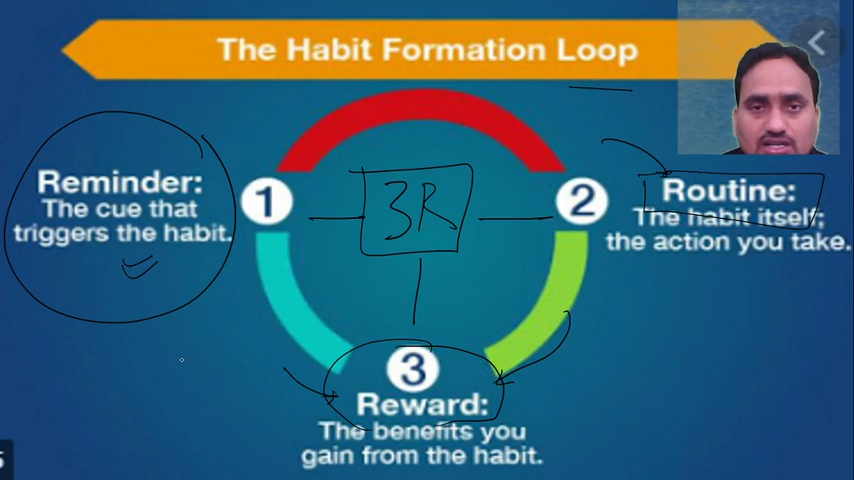 The Habit Formation Loop
Reminder:
The cue that
triggers the habit.
1
3R
2
Routine:
The habit itself;
the action you take.
3
Reward:
The benefits you
gain from the habit.
5